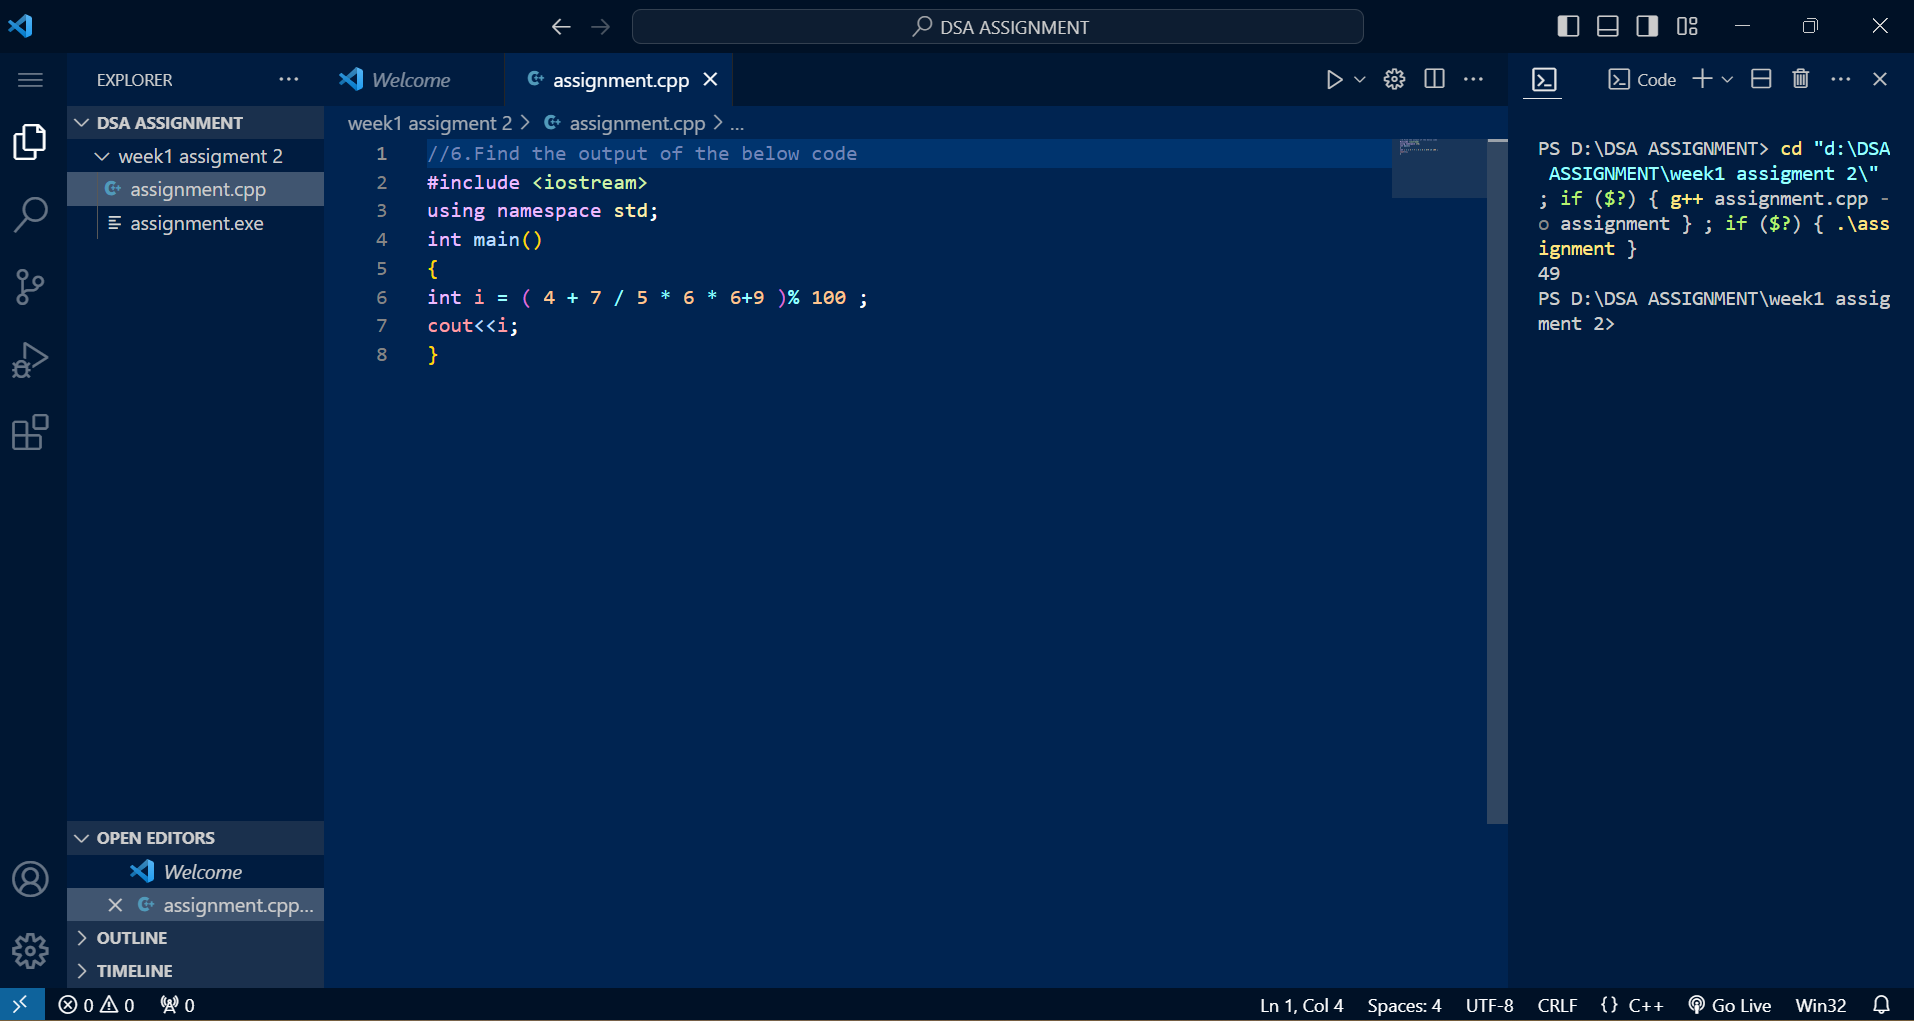 DSA ASSIGNMENT
EXPLORER
DSA ASSIGNMENT
week1 assigment 2
assignment.cpp
assignment.exe
OPEN EDITORS
Welcome
assignment.cpp...
OUTLINE
TIMELINE
Welcome
assignment.cpp
week1 assigment 2 > assignment.cpp > ...
1 //6.Find the output of the below code
2 #include <iostream>
3 using namespace std;
4 int main()
5 {
6 int i = ( 4 + 7 / 5 * 6 * 6+9 )% 100 ;
7 cout<<i;
8 }
Code
PS D:\DSA ASSIGNMENT> cd "d:\DSA
ASSIGNMENT\week1 assigment 2\"
; if ($?) { g++ assignment.cpp -
o assignment } ; if ($?) { .\ass
ignment }
49
PS D:\DSA ASSIGNMENT\week1 assig
ment 2>
0 0 0
Ln 1, Col 4 Spaces: 4 UTF-8 CRLF {} C++ Go Live Win32